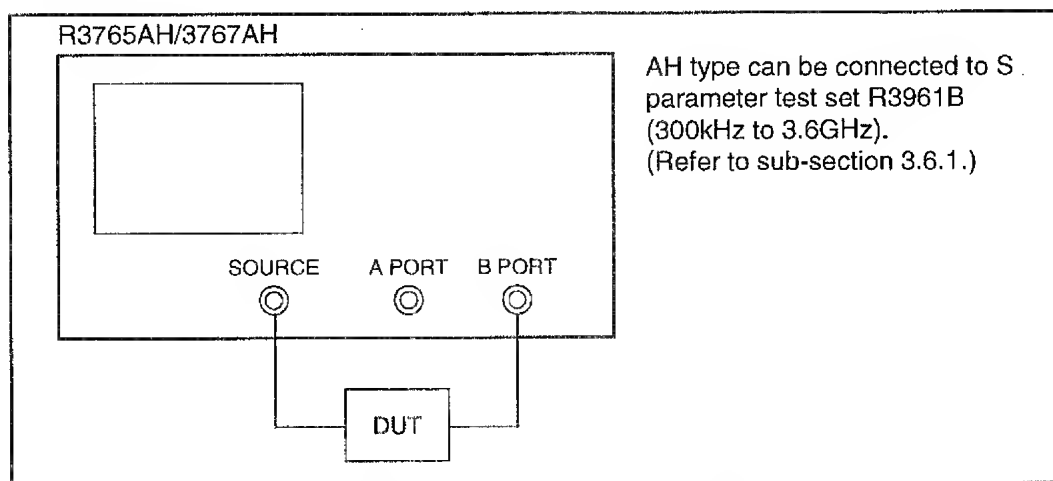 R3765AH/3767AH
AH type can be connected to S
parameter test set R3961B
(300kHz to 3.6GHz).
(Refer to sub-section 3.6.1.)
SOURCE A PORT B PORT
DUT